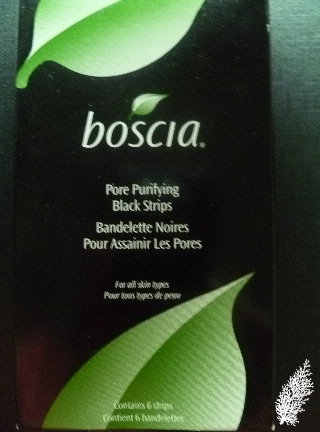 boscia.
Pore Purifying
Black Strips
Bandelette Noires
Pour Assainir Les Pores
For all skin types
Pour tous types de peau
Contains 6 strips
Contient 6 bandelettes